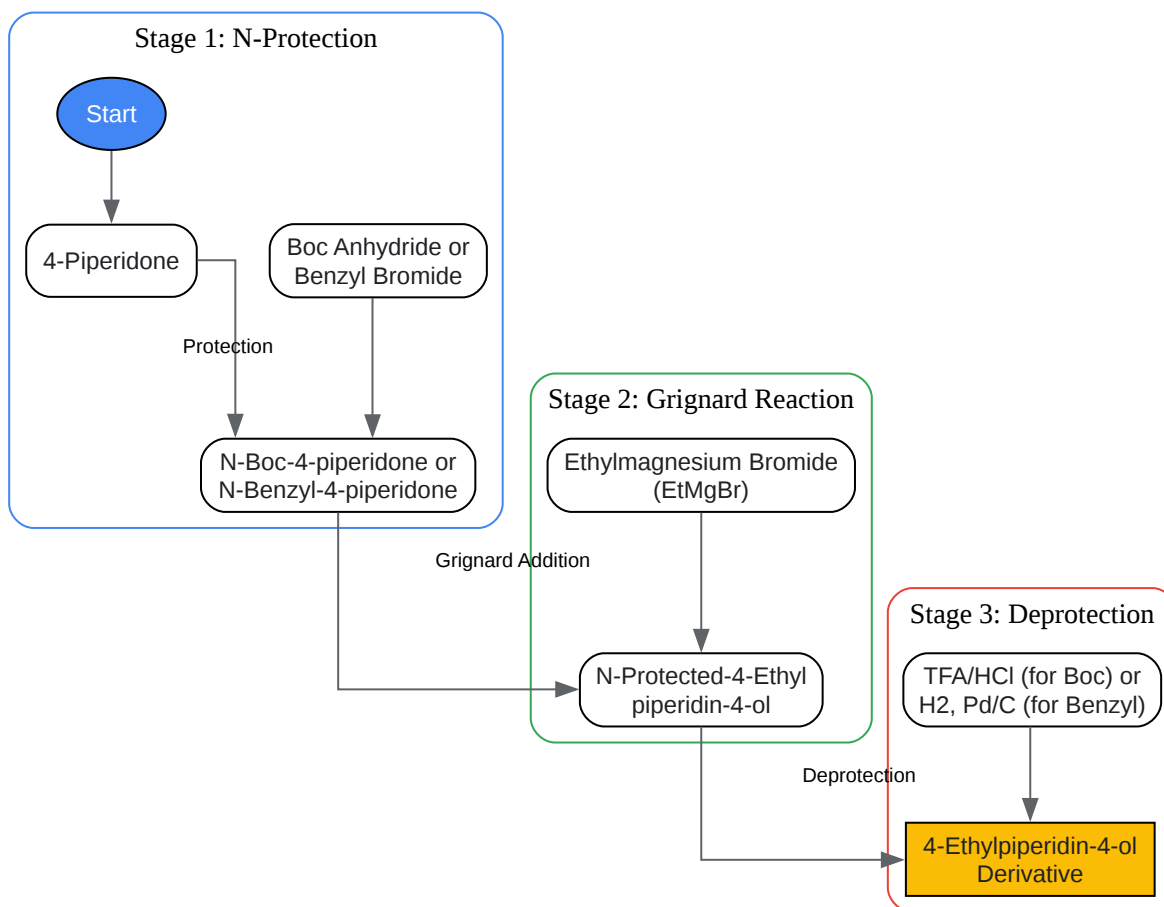 Stage 1: N-Protection
Start
4-Piperidone
Boc Anhydride or
Benzyl Bromide
Protection
N-Boc-4-piperidone or
N-Benzyl-4-piperidone
Stage 2: Grignard Reaction
Ethylmagnesium Bromide
(EtMgBr)
Grignard Addition
N-Protected-4-Ethyl
piperidin-4-ol
Stage 3: Deprotection
TFA/HCl (for Boc) or
H2, Pd/C (for Benzyl)
Deprotection
4-Ethylpiperidin-4-ol
Derivative